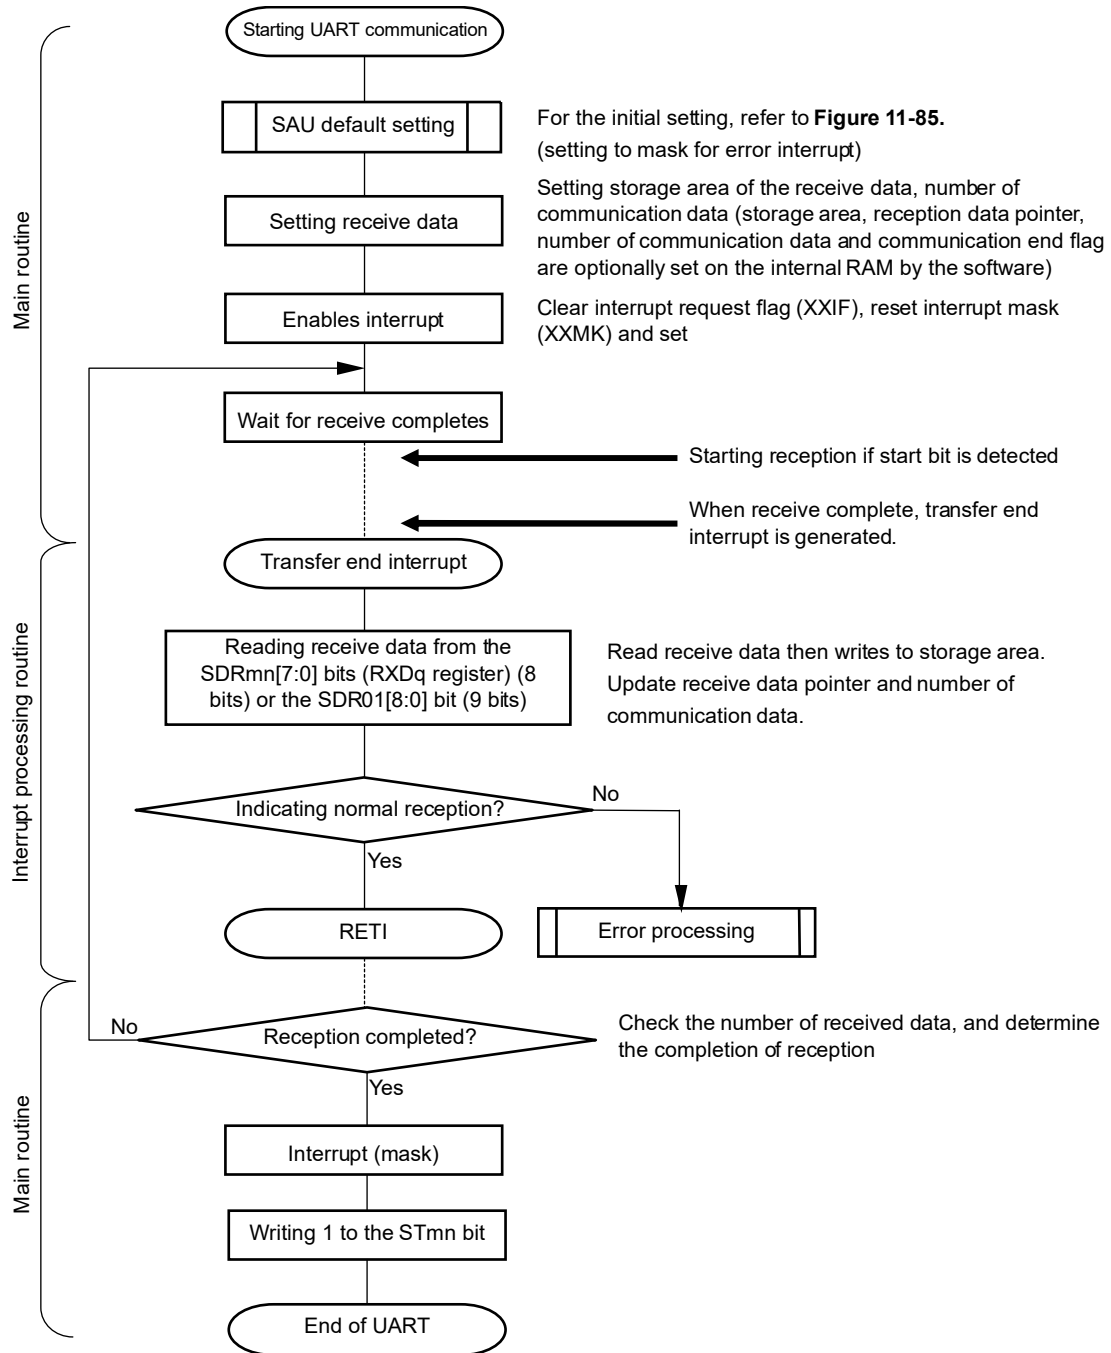 Starting UART communication
SAU default setting
For the initial setting, refer to Figure 11-85.
(setting to mask for error interrupt)
Setting receive data
Setting storage area of the receive data, number of
communication data (storage area, reception data pointer,
number of communication data and communication end flag
are optionally set on the internal RAM by the software)
Main routine
Enables interrupt
Clear interrupt request flag (XXIF), reset interrupt mask
(XXMK) and set
Wait for receive completes
Starting reception if start bit is detected
When receive complete, transfer end
interrupt is generated.
Transfer end interrupt
Reading receive data from the
SDRmn[7:0] bits (RXDq register) (8
bits) or the SDR01[8:0] bit (9 bits)
Read receive data then writes to storage area.
Update receive data pointer and number of
communication data.
Interrupt processing routine
Indicating normal reception?
No
Yes
RETI
Error processing
No
Reception completed?
Check the number of received data, and determine
the completion of reception
Yes
Main routine
Interrupt (mask)
Writing 1 to the STmn bit
End of UART